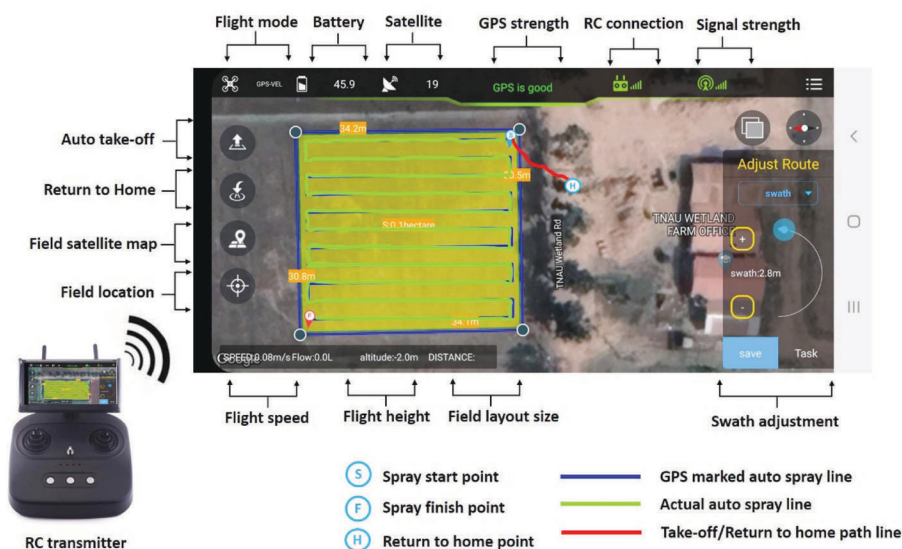 Flight mode
Battery
Satellite
GPS strength
RC connection
Signal strength
GPS-VEL
45.9
19
GPS is good
Auto take-off
Return to Home
Field satellite map
Field location
34.2m
S
30.5m
H
S:0.1hectare
30.8m
F
34.1m
TNAU Wetland Rd
TNAU WETLAND
FARM OFFICE
Adjust Route
swath
+
swath:2.8m
-
save
Task
Google
SPEED:0.08m/s Flow:0.0L
altitude:-2.0m
DISTANCE:
Flight speed
Flight height
Field layout size
Swath adjustment
RC transmitter
S
Spray start point
F
Spray finish point
H
Return to home point
GPS marked auto spray line
Actual auto spray line
Take-off/Return to home path line